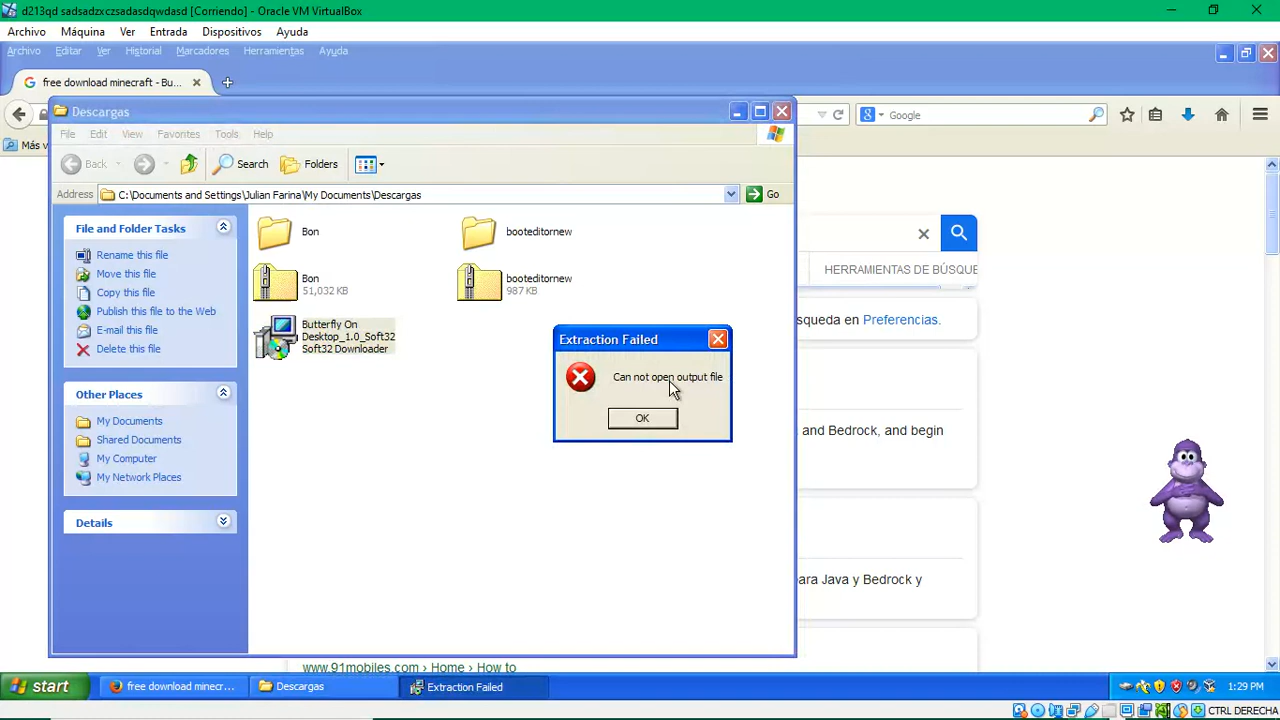 d213qd sadsadzxczsadasdqwdasd [Corriendo] - Oracle VM VirtualBox
Archivo Máquina Ver Entrada Dispositivos Ayuda
Archivo Editar Ver Historial Marcadores Herramientas Ayuda
free download minecraft - Bu...
Descargas
Google
Más v
File Edit View Favorites Tools Help
Back Search Folders
Address C:\Documents and Settings\Julian Farina\My Documents\Descargas Go
File and Folder Tasks
Rename this file
Move this file
Copy this file
Publish this file to the Web
E-mail this file
Delete this file
Other Places
My Documents
Shared Documents
My Computer
My Network Places
Details
Bon
booteditornew
Bon
51,032 KB
booteditornew
987 KB
Butterfly On
Desktop_1.0_Soft32
Soft32 Downloader
Extraction Failed
Can not open output file
OK
HERRAMIENTAS DE BÚSQUE
squeda en Preferencias.
and Bedrock, and begin
ara Java y Bedrock y
www.91mobiles.com › Home › How to
start
free download minecr...
Descargas
Extraction Failed
1:29 PM
CTRL DERECHA